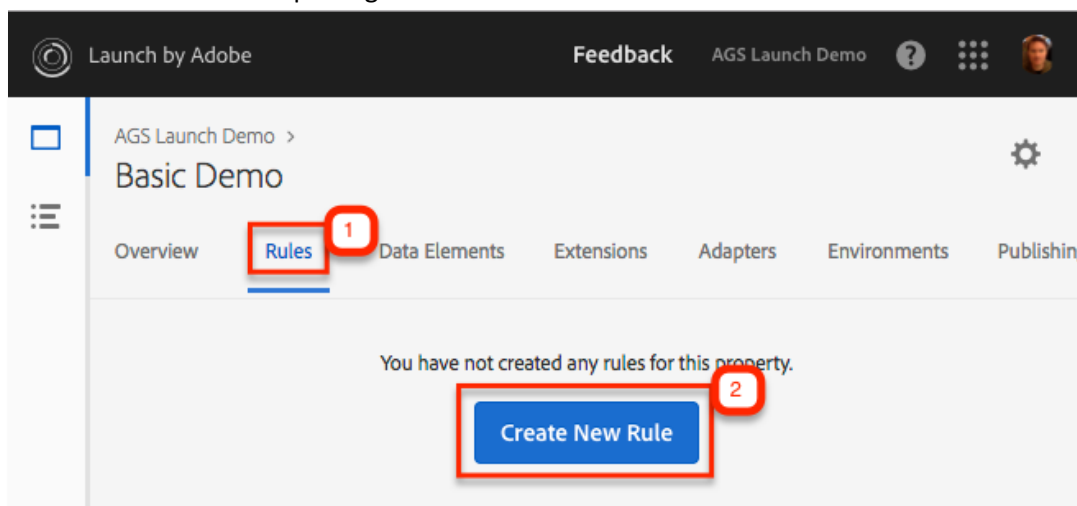 Launch by Adobe Feedback AGS Launch Demo ?
AGS Launch Demo >
Basic Demo
1
Overview Rules Data Elements Extensions Adapters Environments Publishin
You have not created any rules for this property.
2
Create New Rule